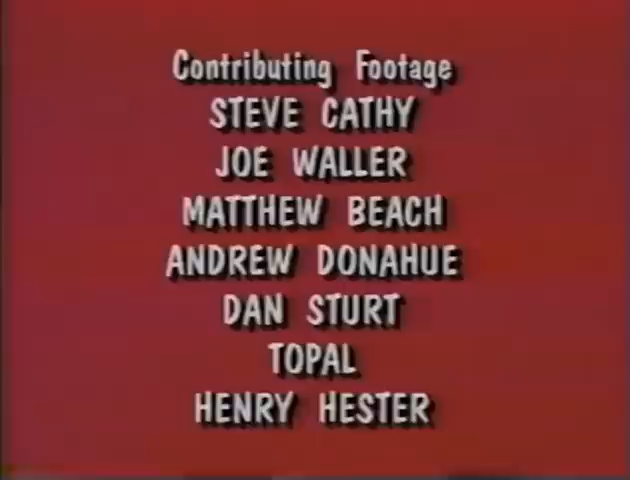 Contributing Footage
STEVE CATHY
JOE WALLER
MATTHEW BEACH
ANDREW DONAHUE
DAN STURT
TOPAL
HENRY HESTER